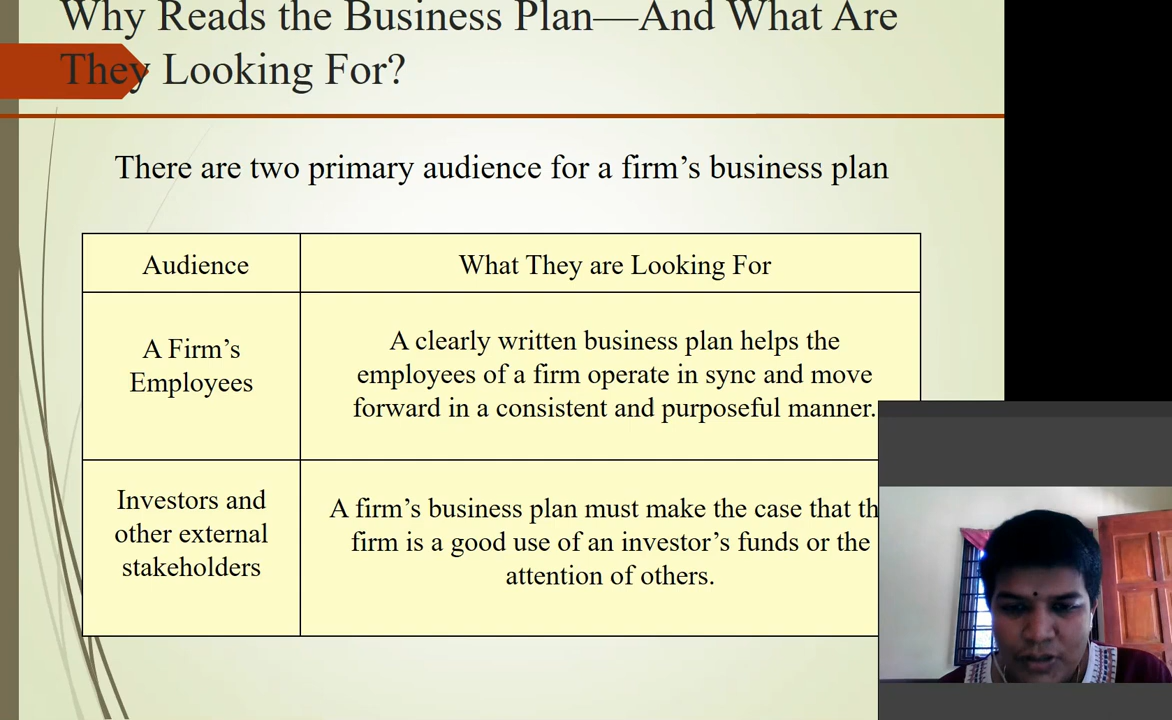 Why Reads the Business Plan—And What Are
They Looking For?
There are two primary audience for a firm's business plan
Audience
What They are Looking For
A Firm's
Employees
A clearly written business plan helps the
employees of a firm operate in sync and move
forward in a consistent and purposeful manner.
Investors and
other external
stakeholders
A firm's business plan must make the case that
firm is a good use of an investor's funds or the
attention of others.